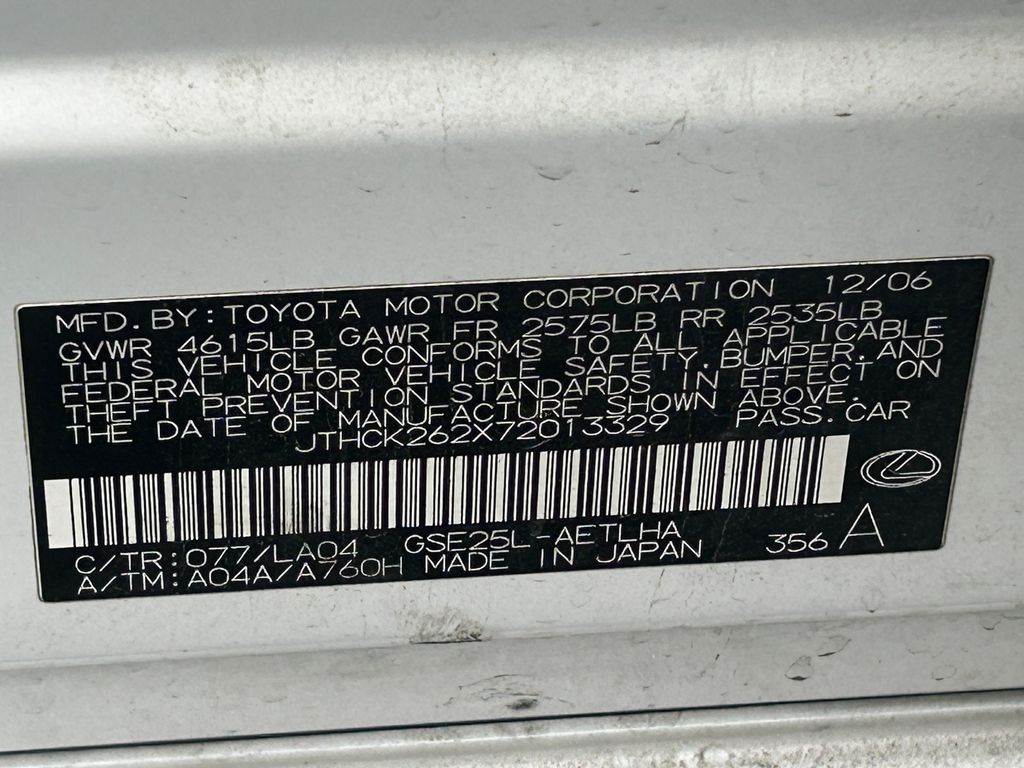 MFD. BY: TOYOTA MOTOR CORPORATION 12/06
GVWR 4615LB GAWR FR 2575LB RR 2535LB
THIS VEHICLE CONFORMS TO ALL APPLICABLE
FEDERAL MOTOR VEHICLE SAFETY, BUMPER, AND
THEFT PREVENTION STANDARDS IN EFFECT ON
THE DATE OF MANUFACTURE SHOWN ABOVE.
JTHCK262X72013329 PASS. CAR
C/TR: 077/LA04 GSE25L-AETLHA
A/TM: A04A/A760H MADE IN JAPAN 356 A